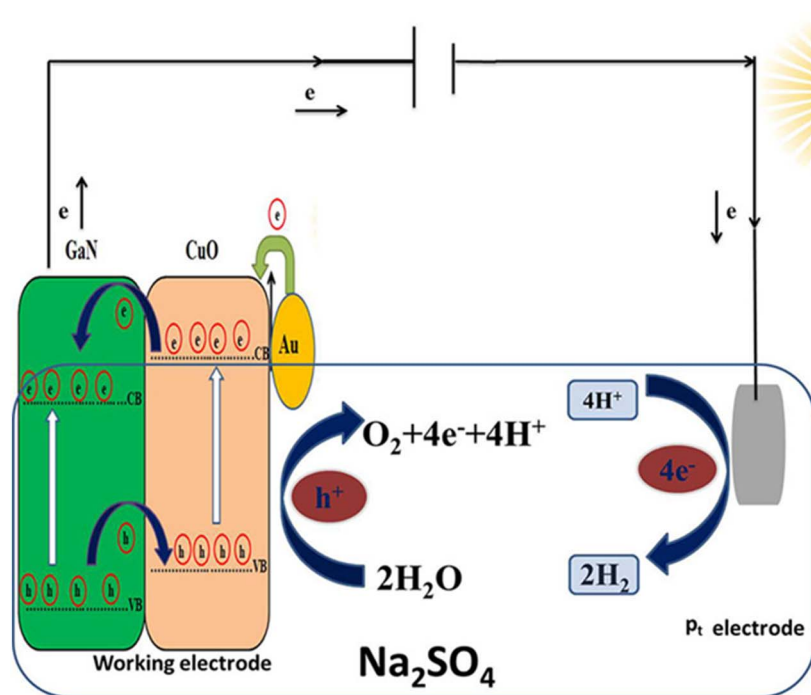 e
e
e
e
GaN
CuO
e
e e e e
CB
Au
e e e e
CB
O₂+4e⁻+4H⁺
4H⁺
h⁺
4e⁻
h
h h h h
VB
2H₂O
2H₂
h h h h
VB
Working electrode
Na₂SO₄
pₜ electrode